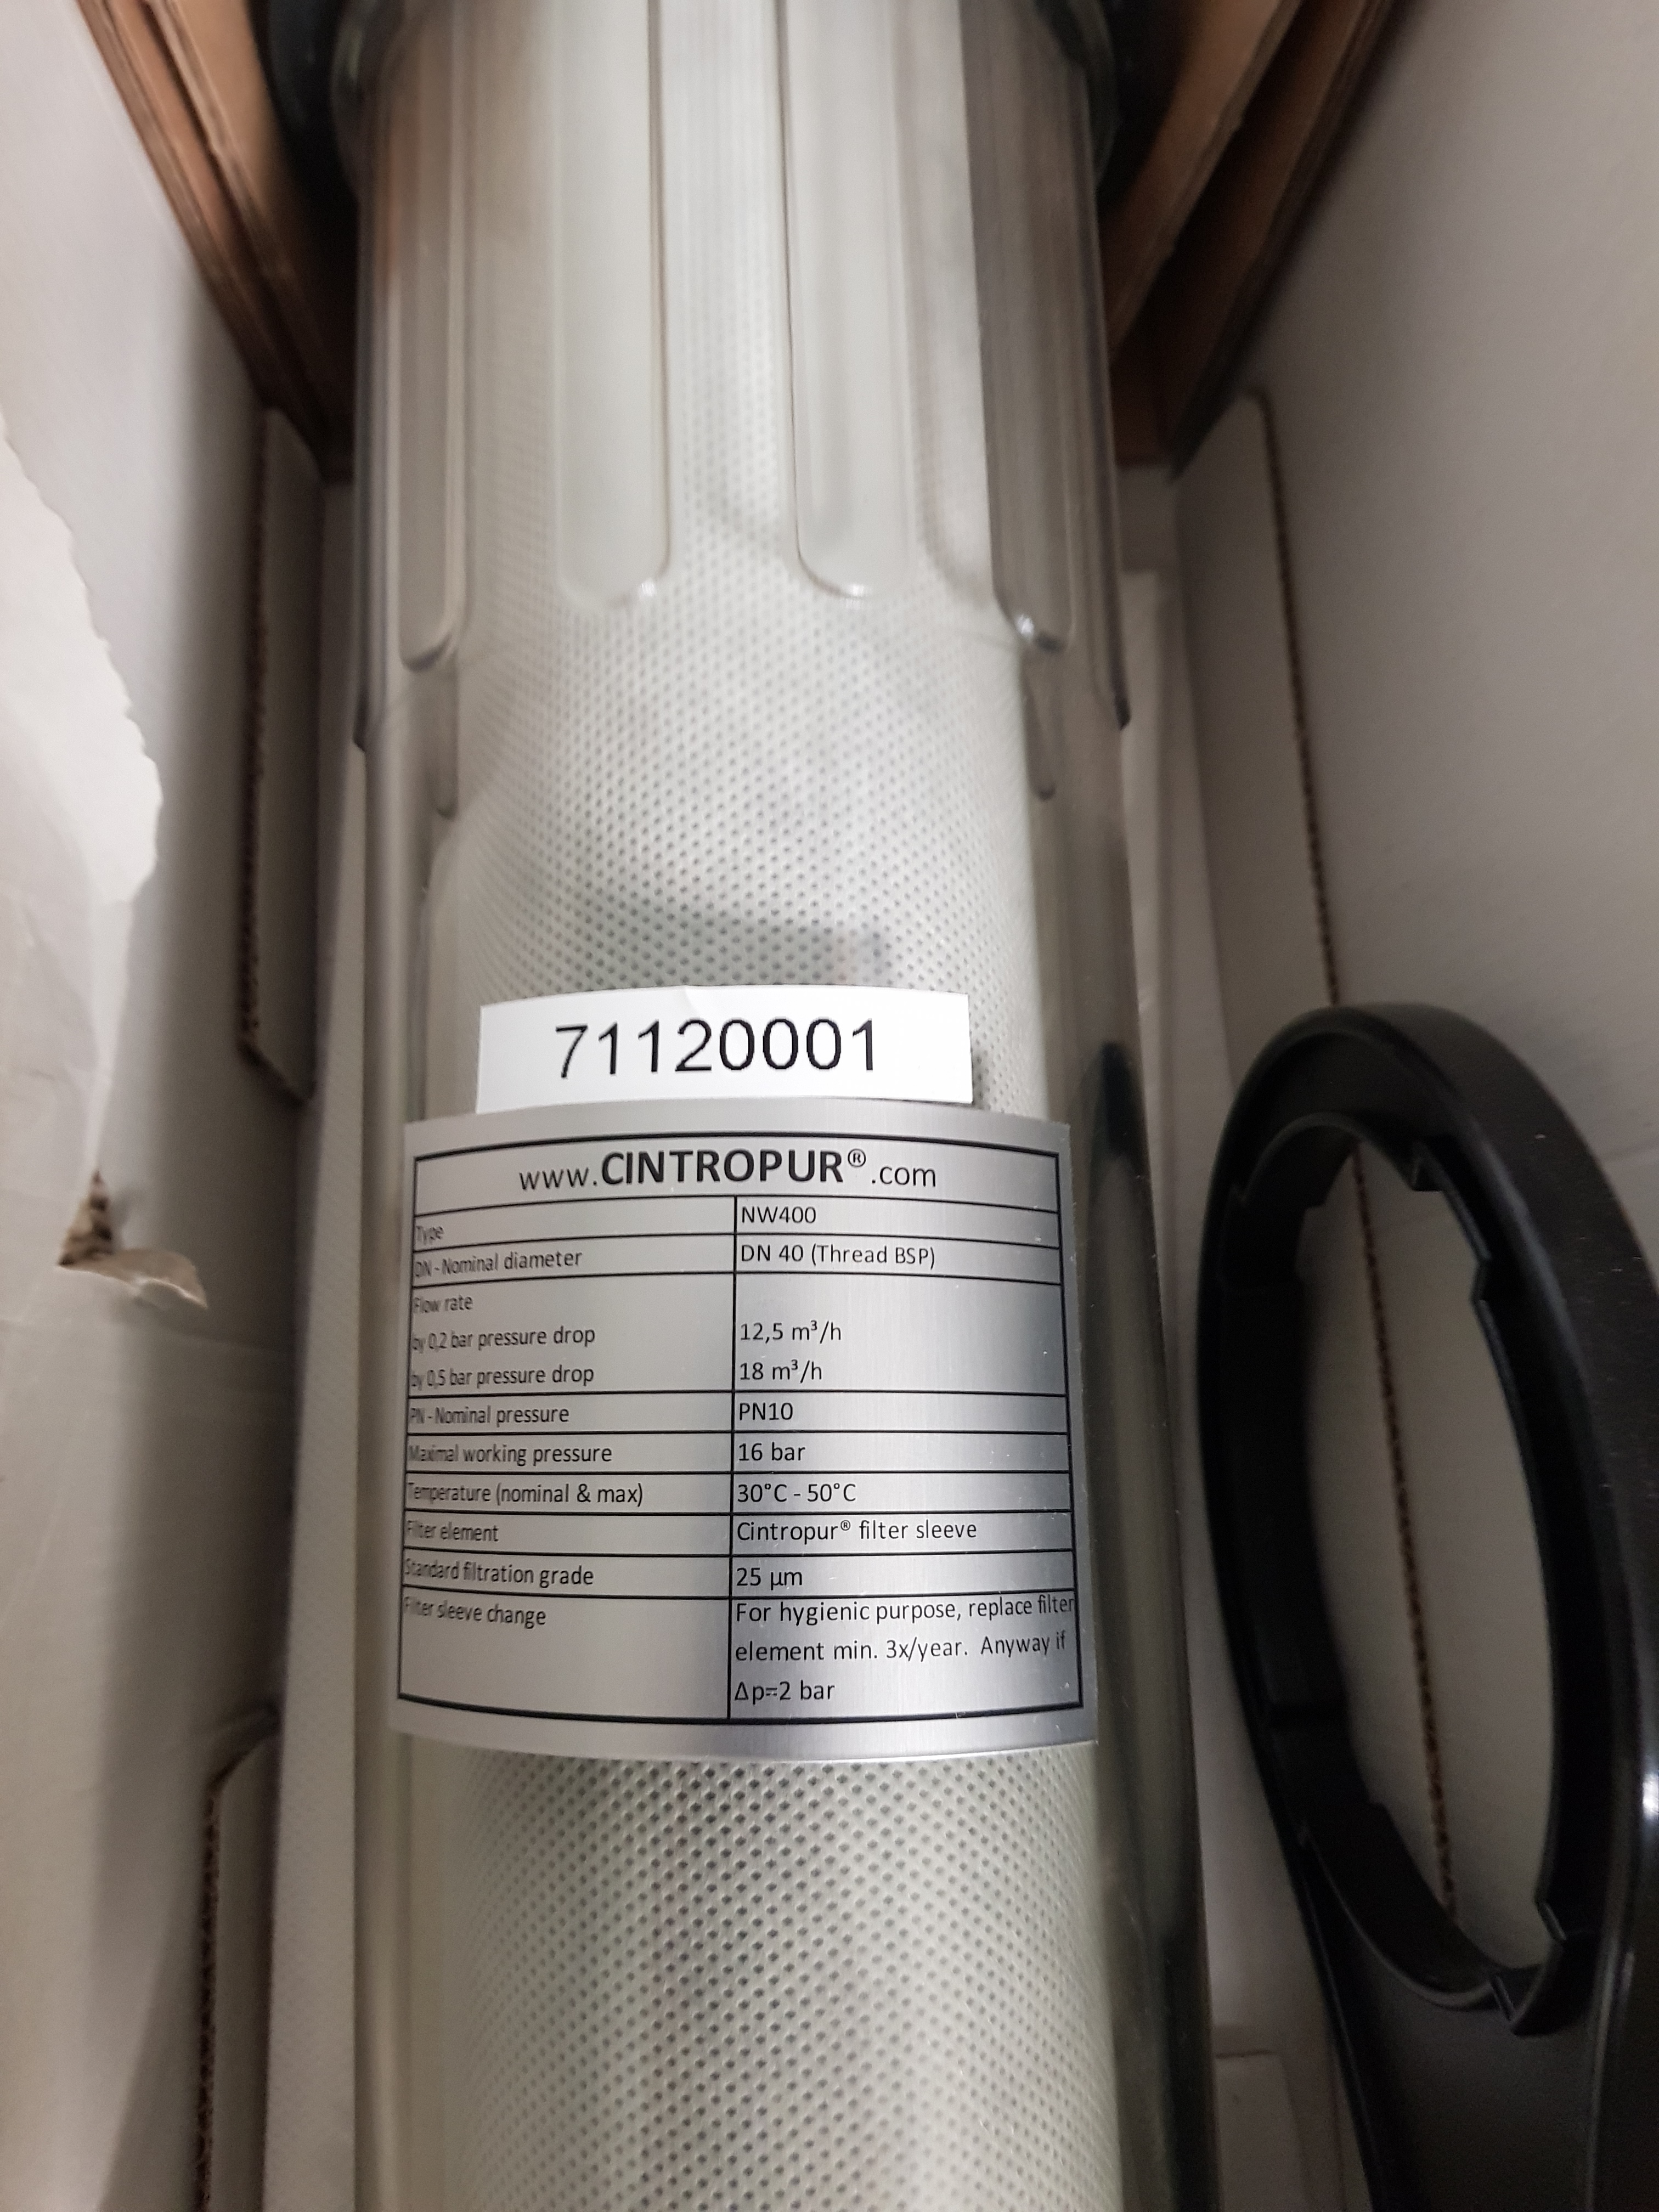 71120001
www.CINTROPUR®.com
Type NW400
DN - Nominal diameter DN 40 (Thread BSP)
Flow rate
by 0,2 bar pressure drop 12,5 m³/h
by 0,5 bar pressure drop 18 m³/h
PN - Nominal pressure PN10
Maximal working pressure 16 bar
Temperature (nominal & max) 30°C - 50°C
Filter element Cintropur® filter sleeve
Standard filtration grade 25 µm
Filter sleeve change For hygienic purpose, replace filter
element min. 3x/year. Anyway if
Δp=2 bar